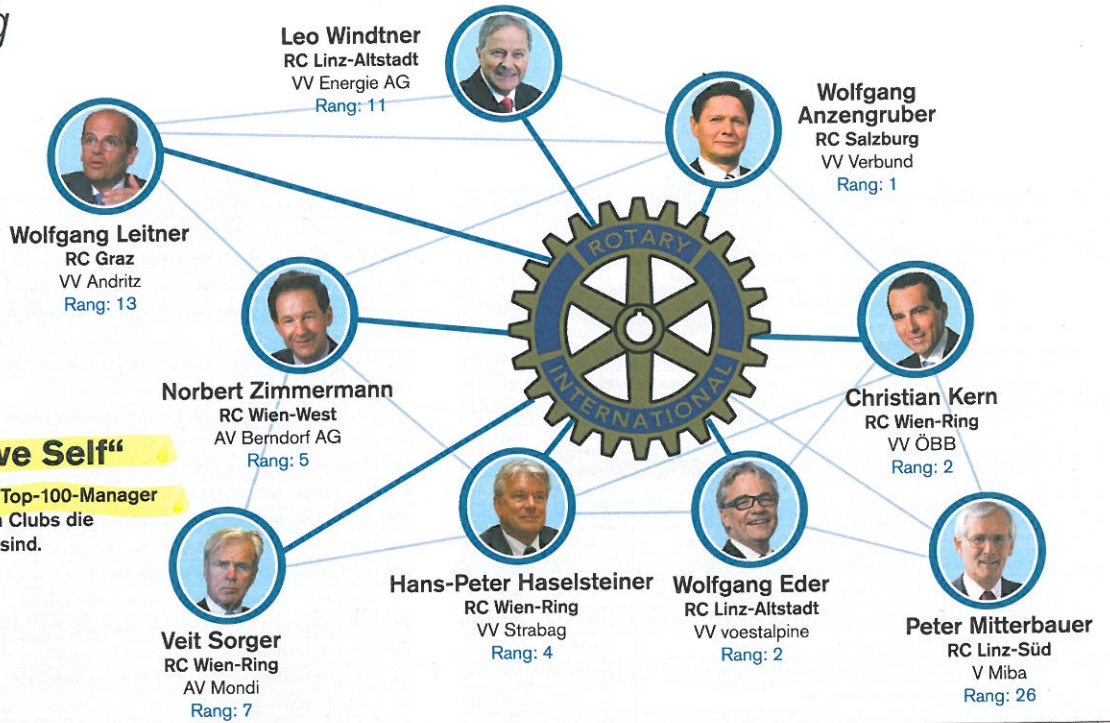 g
Leo Windtner
RC Linz-Altstadt
VV Energie AG
Rang: 11
Wolfgang
Anzengruber
RC Salzburg
VV Verbund
Rang: 1
Wolfgang Leitner
RC Graz
VV Andritz
Rang: 13
ROTARY
INTERNATIONAL
Norbert Zimmermann
RC Wien-West
AV Berndorf AG
Rang: 5
Christian Kern
RC Wien-Ring
VV ÖBB
Rang: 2
ve Self“
Top-100-Manager
n Clubs die
sind.
Veit Sorger
RC Wien-Ring
AV Mondi
Rang: 7
Hans-Peter Haselsteiner
RC Wien-Ring
VV Strabag
Rang: 4
Wolfgang Eder
RC Linz-Altstadt
VV voestalpine
Rang: 2
Peter Mitterbauer
RC Linz-Süd
V Miba
Rang: 26